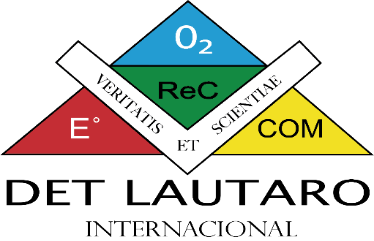 O₂
ReC
E°
COM
VERITATIS ET SCIENTIAE
DET LAUTARO
INTERNACIONAL